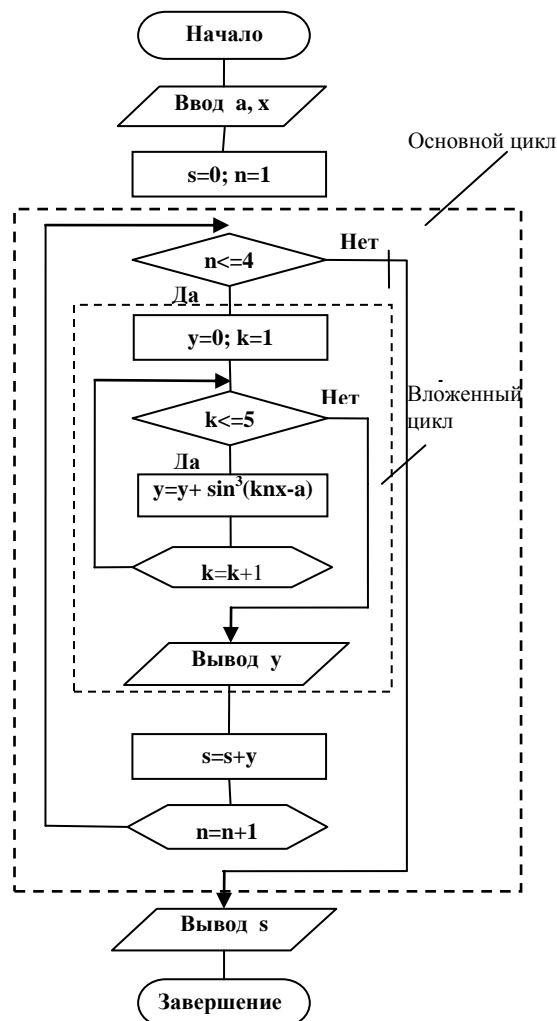 Начало
Ввод a, x
Основной цикл
s=0; n=1
Нет
n<=4
Да
y=0; k=1
Нет
Вложенный
цикл
k<=5
Да
y=y+ sin³(knx-a)
k=k+1
Вывод y
s=s+y
n=n+1
Вывод s
Завершение